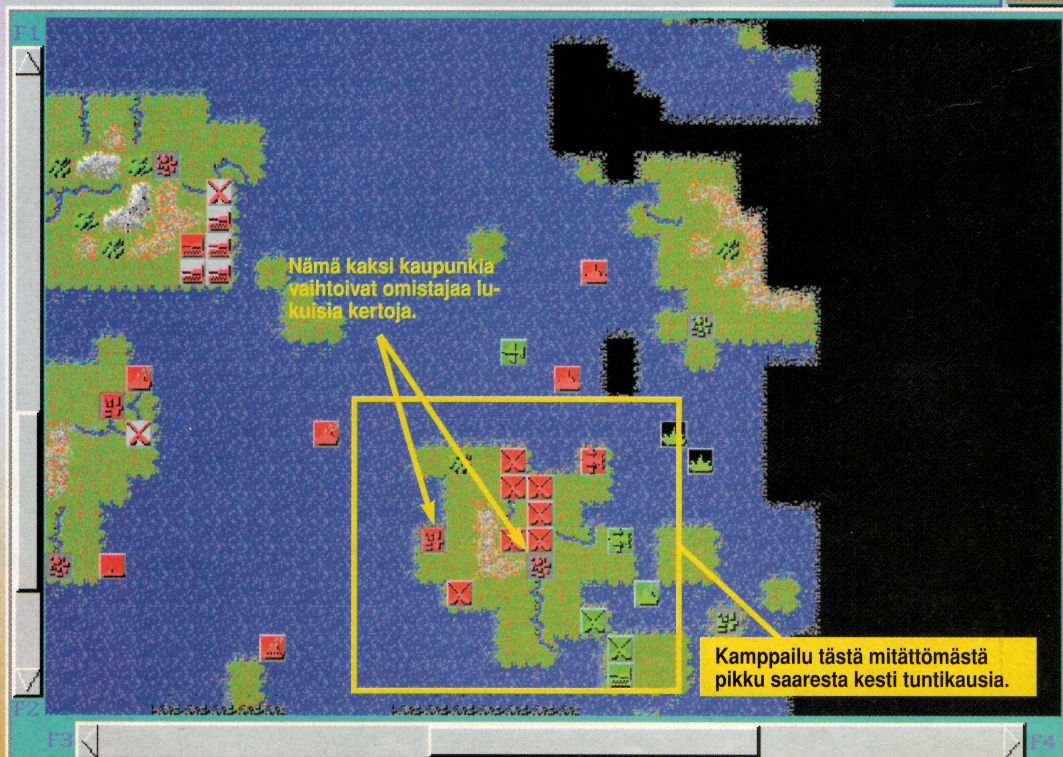 F1
Nämä kaksi kaupunkia
vaihtoivat omistajaa lu-
kuisia kertoja.
Kamppailu tästä mitättömästä
pikku saaresta kesti tuntikausia.
F2
F3
F4